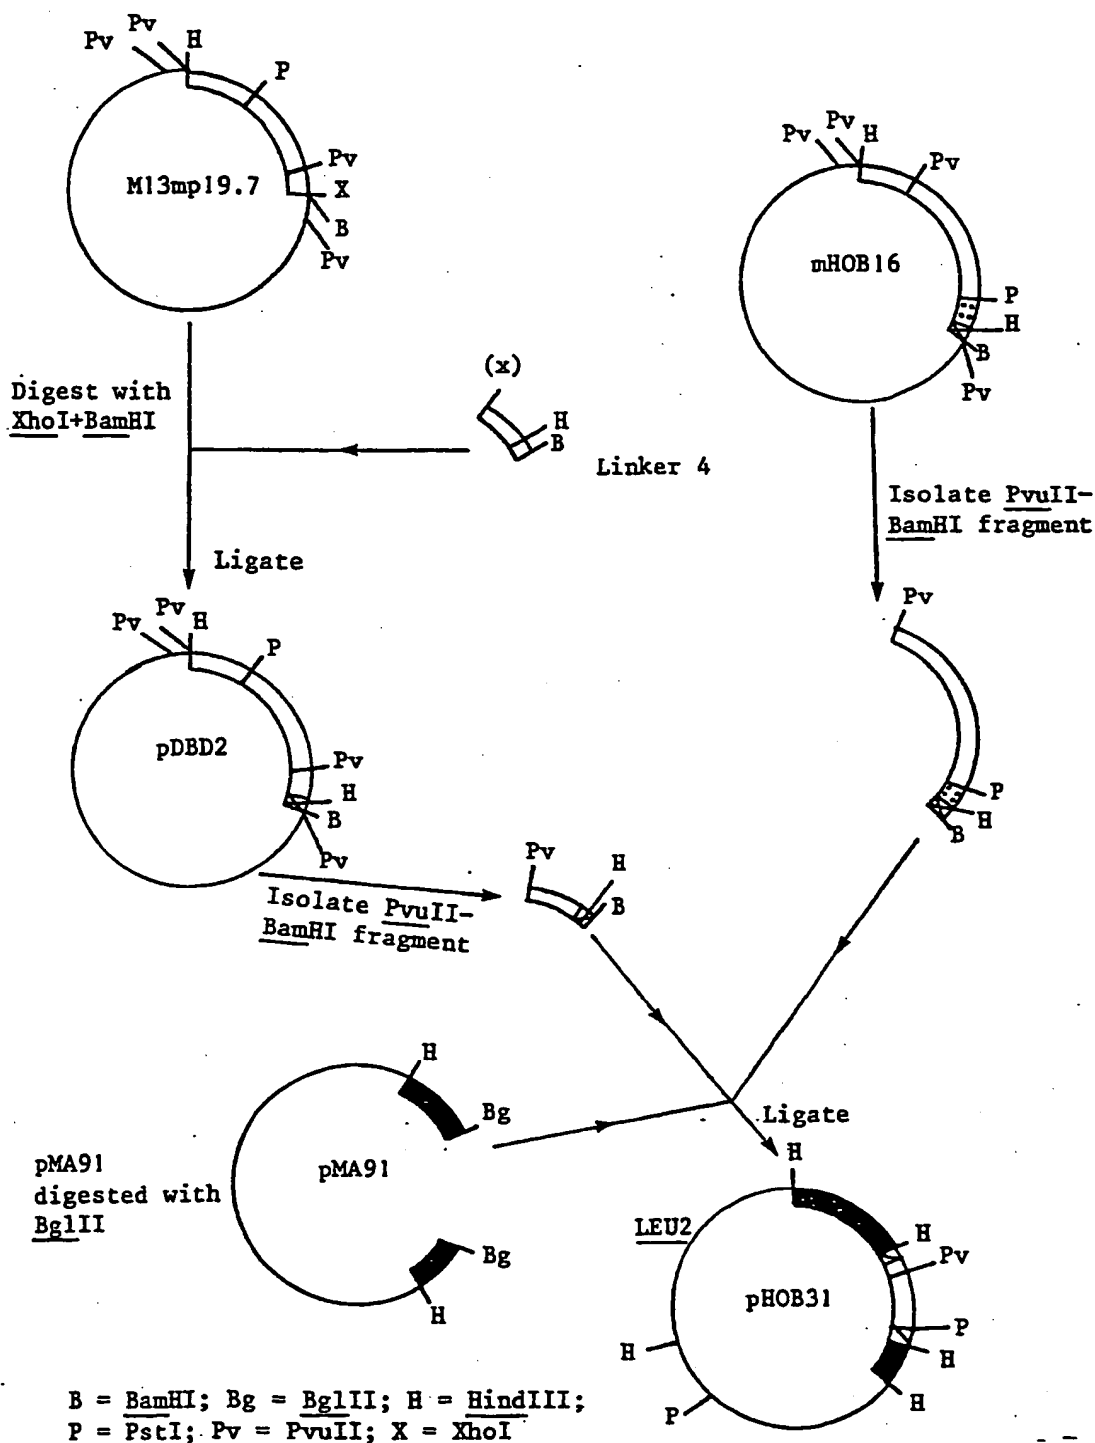 Pv
Pv
H
P
M13mp19.7
Pv
X
B
Pv
Pv
Pv
H
Pv
mHOB16
P
H
B
Pv
Digest with
XhoI+BamHI
(x)
H
B
Linker 4
Isolate PvuII-
BamHI fragment
Ligate
Pv
Pv
H
P
pDBD2
Pv
H
B
Pv
Pv
P
H
B
Isolate PvuII-
BamHI fragment
Pv
H
B
H
Bg
pMA91
pMA91
digested with
BglII
Bg
H
Ligate
H
LEU2
H
Pv
pHOB31
P
H
H
H
P
B = BamHI; Bg = BglII; H = HindIII;
P = PstI; Pv = PvuII; X = XhoI